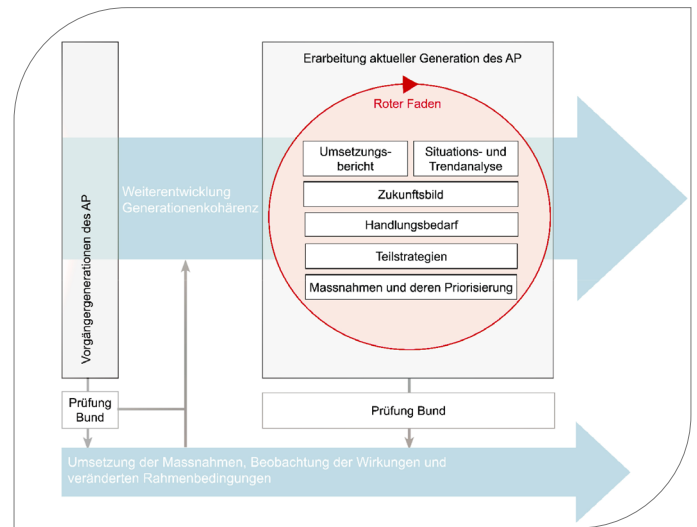 Erarbeitung aktueller Generation des AP
Roter Faden
Umsetzungs-
bericht
Situations- und
Trendanalyse
Zukunftsbild
Handlungsbedarf
Teilstrategien
Massnahmen und deren Priorisierung
Weiterentwicklung
Generationenkohärenz
Vorgängergenerationen des AP
Prüfung
Bund
Prüfung Bund
Umsetzung der Massnahmen, Beobachtung der Wirkungen und
veränderten Rahmenbedingungen